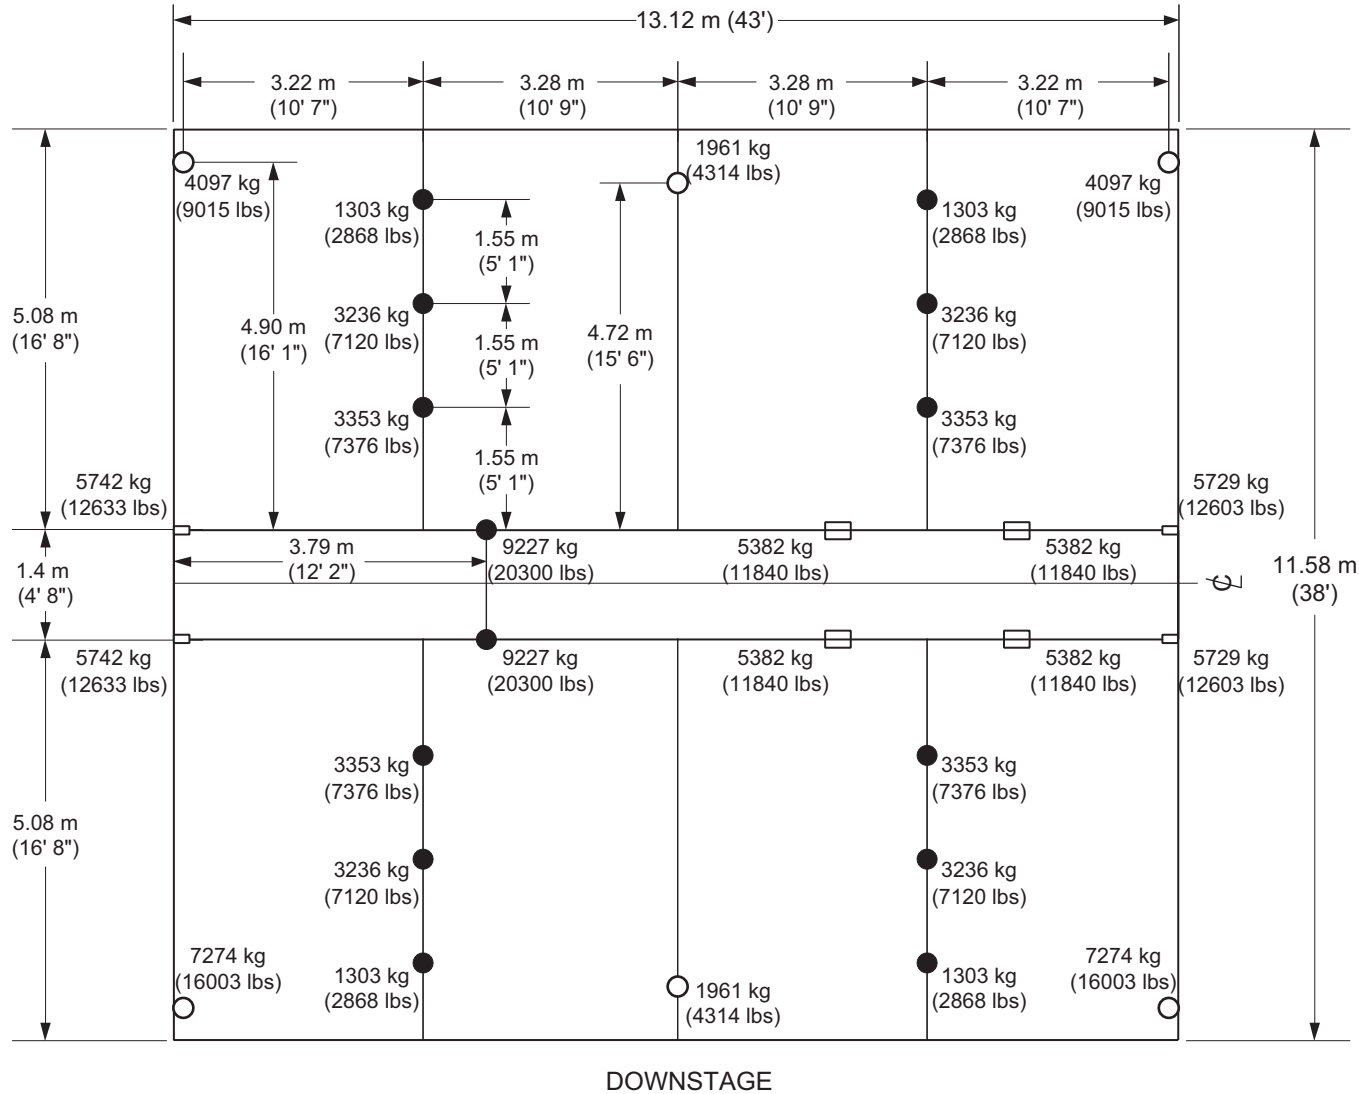 13.12 m (43')
3.22 m
(10' 7")
3.28 m
(10' 9")
3.28 m
(10' 9")
3.22 m
(10' 7")
4097 kg
(9015 lbs)
1961 kg
(4314 lbs)
4097 kg
(9015 lbs)
1303 kg
(2868 lbs)
1303 kg
(2868 lbs)
1.55 m
(5' 1")
5.08 m
(16' 8")
4.90 m
(16' 1")
3236 kg
(7120 lbs)
1.55 m
(5' 1")
4.72 m
(15' 6")
3236 kg
(7120 lbs)
3353 kg
(7376 lbs)
3353 kg
(7376 lbs)
1.55 m
(5' 1")
5742 kg
(12633 lbs)
5729 kg
(12603 lbs)
3.79 m
(12' 2")
9227 kg
(20300 lbs)
5382 kg
(11840 lbs)
5382 kg
(11840 lbs)
1.4 m
(4' 8")
℄
11.58 m
(38')
5742 kg
(12633 lbs)
9227 kg
(20300 lbs)
5382 kg
(11840 lbs)
5382 kg
(11840 lbs)
5729 kg
(12603 lbs)
3353 kg
(7376 lbs)
3353 kg
(7376 lbs)
5.08 m
(16' 8")
3236 kg
(7120 lbs)
3236 kg
(7120 lbs)
7274 kg
(16003 lbs)
1303 kg
(2868 lbs)
1961 kg
(4314 lbs)
1303 kg
(2868 lbs)
7274 kg
(16003 lbs)
DOWNSTAGE